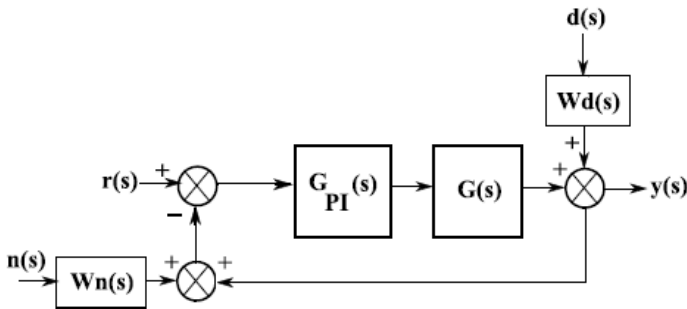 d(s)
Wd(s)
+
r(s)
+
G PI (s)
G(s)
+
y(s)
−
n(s)
Wn(s)
+
+